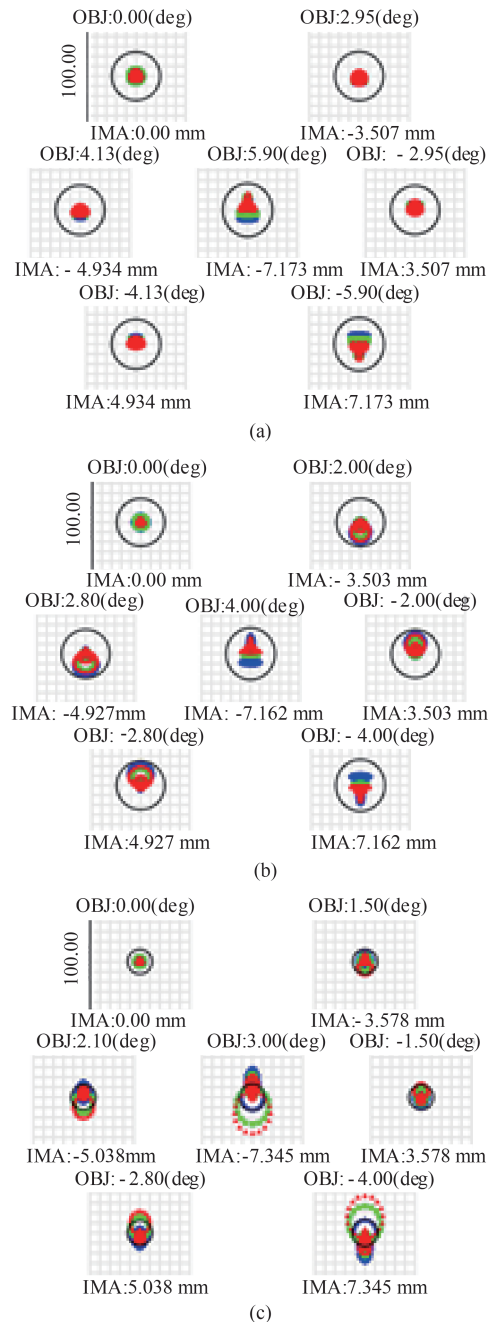 OBJ:0.00(deg) OBJ:2.95(deg)
100.00
IMA:0.00 mm IMA:-3.507 mm
OBJ:4.13(deg) OBJ:5.90(deg) OBJ: - 2.95(deg)
IMA: - 4.934 mm IMA:-7.173 mm IMA:3.507 mm
OBJ: -4.13(deg) OBJ: -5.90(deg)
IMA:4.934 mm IMA:7.173 mm
(a)
OBJ:0.00(deg) OBJ:2.00(deg)
100.00
IMA:0.00 mm IMA:- 3.503 mm
OBJ:2.80(deg) OBJ:4.00(deg) OBJ: - 2.00(deg)
IMA: -4.927mm IMA: -7.162 mm IMA:3.503 mm
OBJ: -2.80(deg) OBJ: - 4.00(deg)
IMA:4.927 mm IMA:7.162 mm
(b)
OBJ:0.00(deg) OBJ:1.50(deg)
100.00
IMA:0.00 mm IMA:- 3.578 mm
OBJ:2.10(deg) OBJ:3.00(deg) OBJ: -1.50(deg)
IMA:-5.038mm IMA:-7.345 mm IMA:3.578 mm
OBJ: - 2.80(deg) OBJ: - 4.00(deg)
IMA:5.038 mm IMA:7.345 mm
(c)